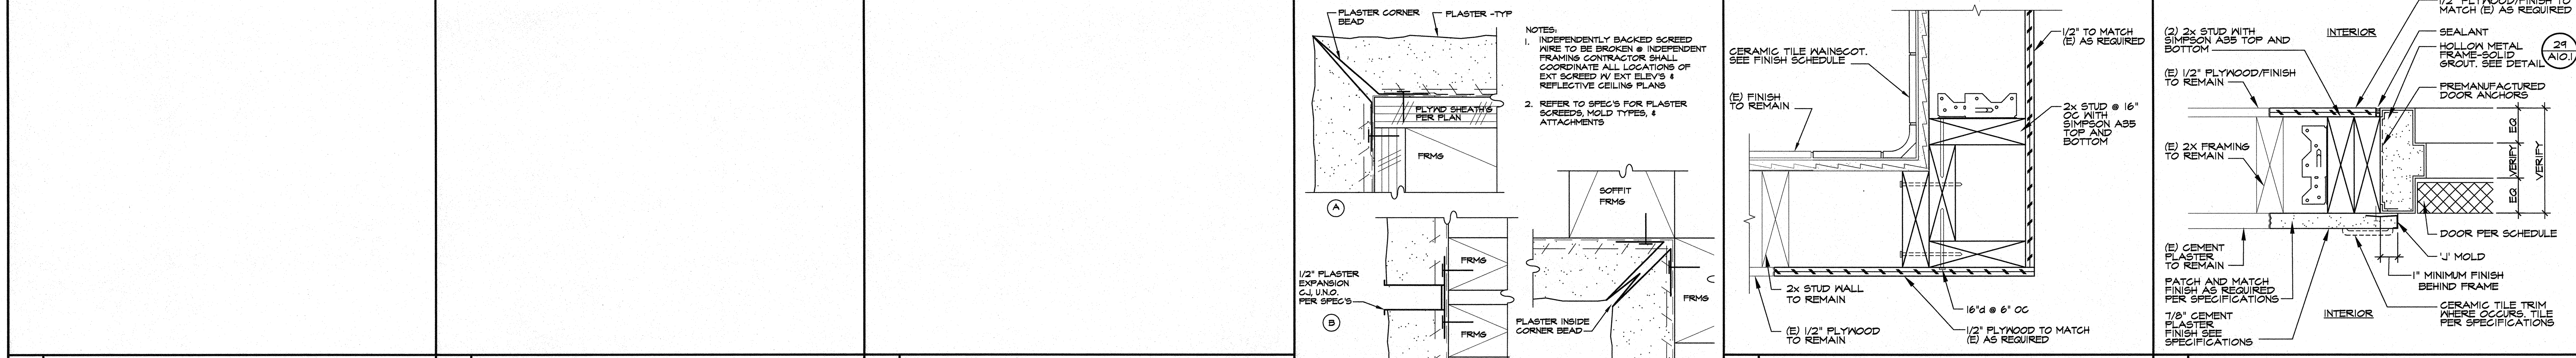 PLASTER CORNER
BEAD
PLASTER -TYP
PLYWD SHEATH'G
PER PLAN
FRMG
A
NOTES:
1. INDEPENDENTLY BACKED SCREED
WIRE TO BE BROKEN @ INDEPENDENT
FRAMING CONTRACTOR SHALL
COORDINATE ALL LOCATIONS OF
EXT SCREED W/ EXT ELEV'S &
REFLECTIVE CEILING PLANS
2. REFER TO SPEC'S FOR PLASTER
SCREEDS, MOLD TYPES, &
ATTACHMENTS
SOFFIT
FRMG
FRMG
1/2" PLASTER
EXPANSION
CJ, U.N.O.
PER SPEC'S
B
FRMG
FRMG
PLASTER INSIDE
CORNER BEAD
C
CERAMIC TILE WAINSCOT.
SEE FINISH SCHEDULE
(E) FINISH
TO REMAIN
1/2" TO MATCH
(E) AS REQUIRED
2x STUD @ 16"
OC WITH
SIMPSON A35
TOP AND
BOTTOM
2x STUD WALL
TO REMAIN
16"d @ 6" OC
(E) 1/2" PLYWOOD
TO REMAIN
1/2" PLYWOOD TO MATCH
(E) AS REQUIRED
1/2" PLYWOOD/FINISH TO
MATCH (E) AS REQUIRED
(2) 2x STUD WITH
SIMPSON A35 TOP AND
BOTTOM
INTERIOR
SEALANT
HOLLOW METAL
FRAME-SOLID
GROUT. SEE DETAIL
29
A10.1
(E) 1/2" PLYWOOD/FINISH
TO REMAIN
PREMANUFACTURED
DOOR ANCHORS
(E) 2X FRAMING
TO REMAIN
EQ
VERIFY
EQ
VERIFY
DOOR PER SCHEDULE
(E) CEMENT
PLASTER
TO REMAIN
'J' MOLD
1" MINIMUM FINISH
BEHIND FRAME
PATCH AND MATCH
FINISH AS REQUIRED
PER SPECIFICATIONS
7/8" CEMENT
PLASTER
FINISH SEE
SPECIFICATIONS
INTERIOR
CERAMIC TILE TRIM
WHERE OCCURS. TILE
PER SPECIFICATIONS